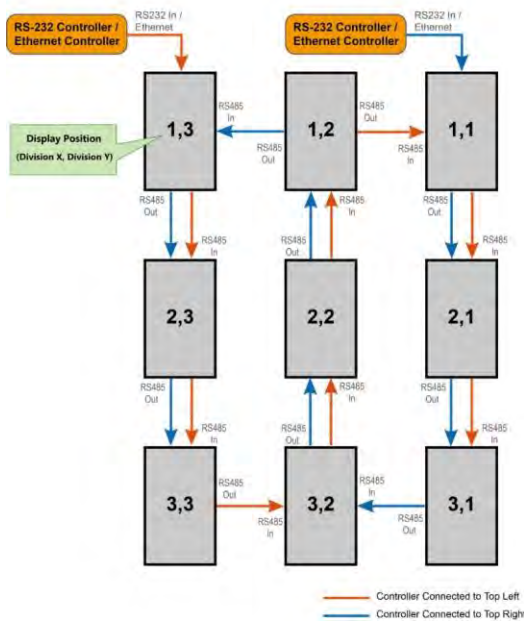 RS-232 Controller /
Ethernet Controller
RS232 In /
Ethernet
RS-232 Controller /
Ethernet Controller
RS232 In /
Ethernet
1,3
RS485
In
RS485
Out
1,2
RS485
Out
RS485
In
1,1
Display Position
(Division X, Division Y)
RS485
Out
RS485
In
RS485
Out
RS485
In
RS485
Out
RS485
In
2,3
2,2
2,1
RS485
Out
RS485
In
RS485
Out
RS485
In
RS485
Out
RS485
In
3,3
RS485
Out
RS485
In
3,2
RS485
In
RS485
Out
3,1
Controller Connected to Top Left
Controller Connected to Top Right